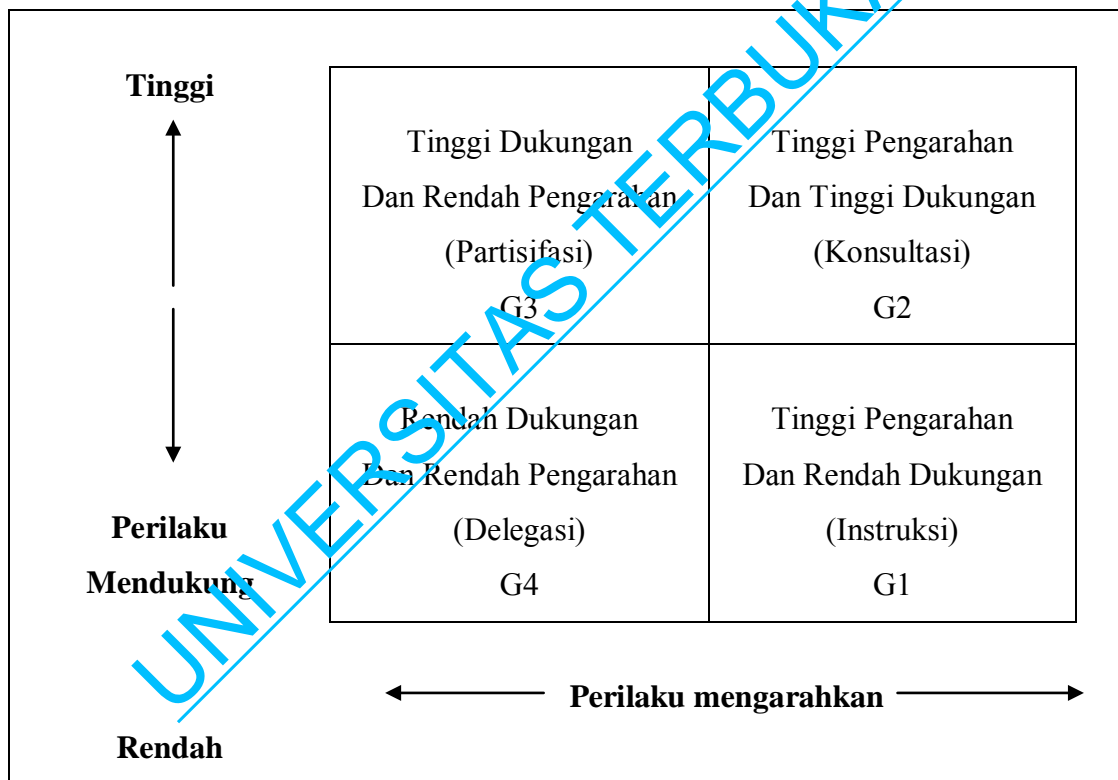 Tinggi
Tinggi Dukungan
Dan Rendah Pengarahan
(Partisifasi)
G3
Tinggi Pengarahan
Dan Tinggi Dukungan
(Konsultasi)
G2
Rendah Dukungan
Dan Rendah Pengarahan
(Delegasi)
G4
Tinggi Pengarahan
Dan Rendah Dukungan
(Instruksi)
G1
Perilaku
Mendukung
Perilaku mengarahkan
Rendah
UNIVERSITAS TERBUKA